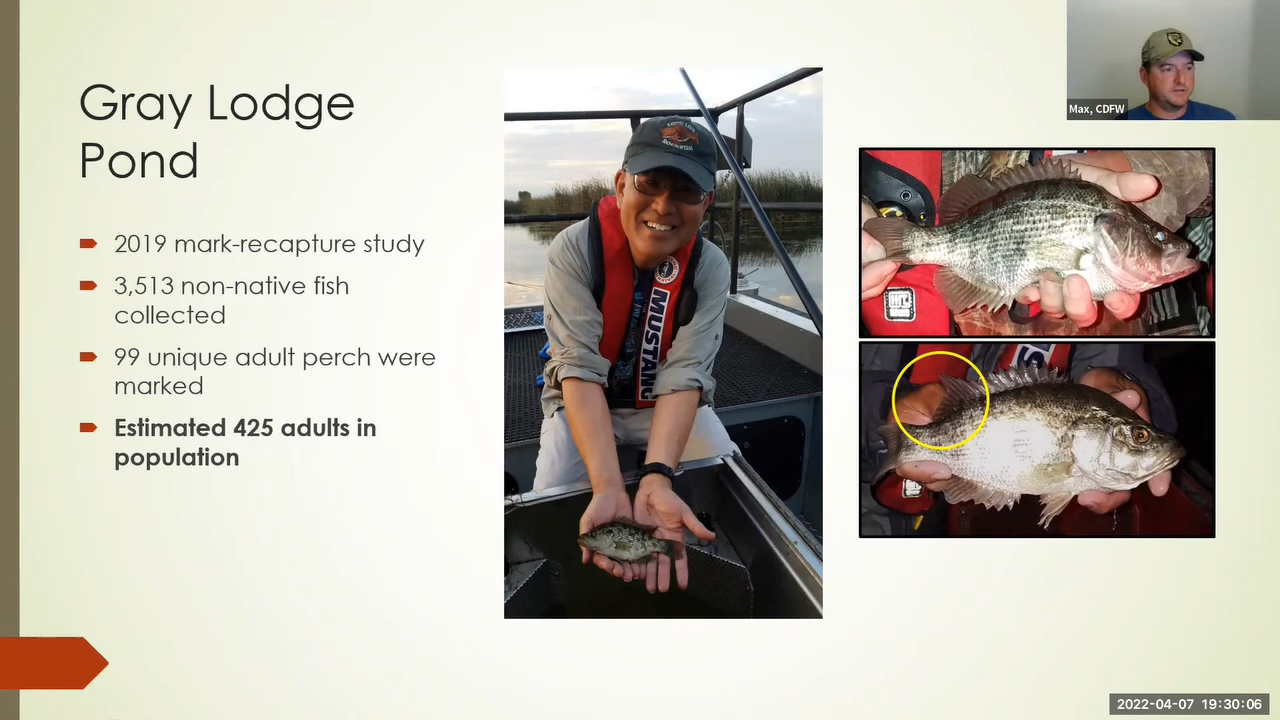 Gray Lodge
Pond
2019 mark-recapture study
3,513 non-native fish
collected
99 unique adult perch were
marked
Estimated 425 adults in
population
MUSTANG
Max, CDFW
2022-04-07 19:30:06